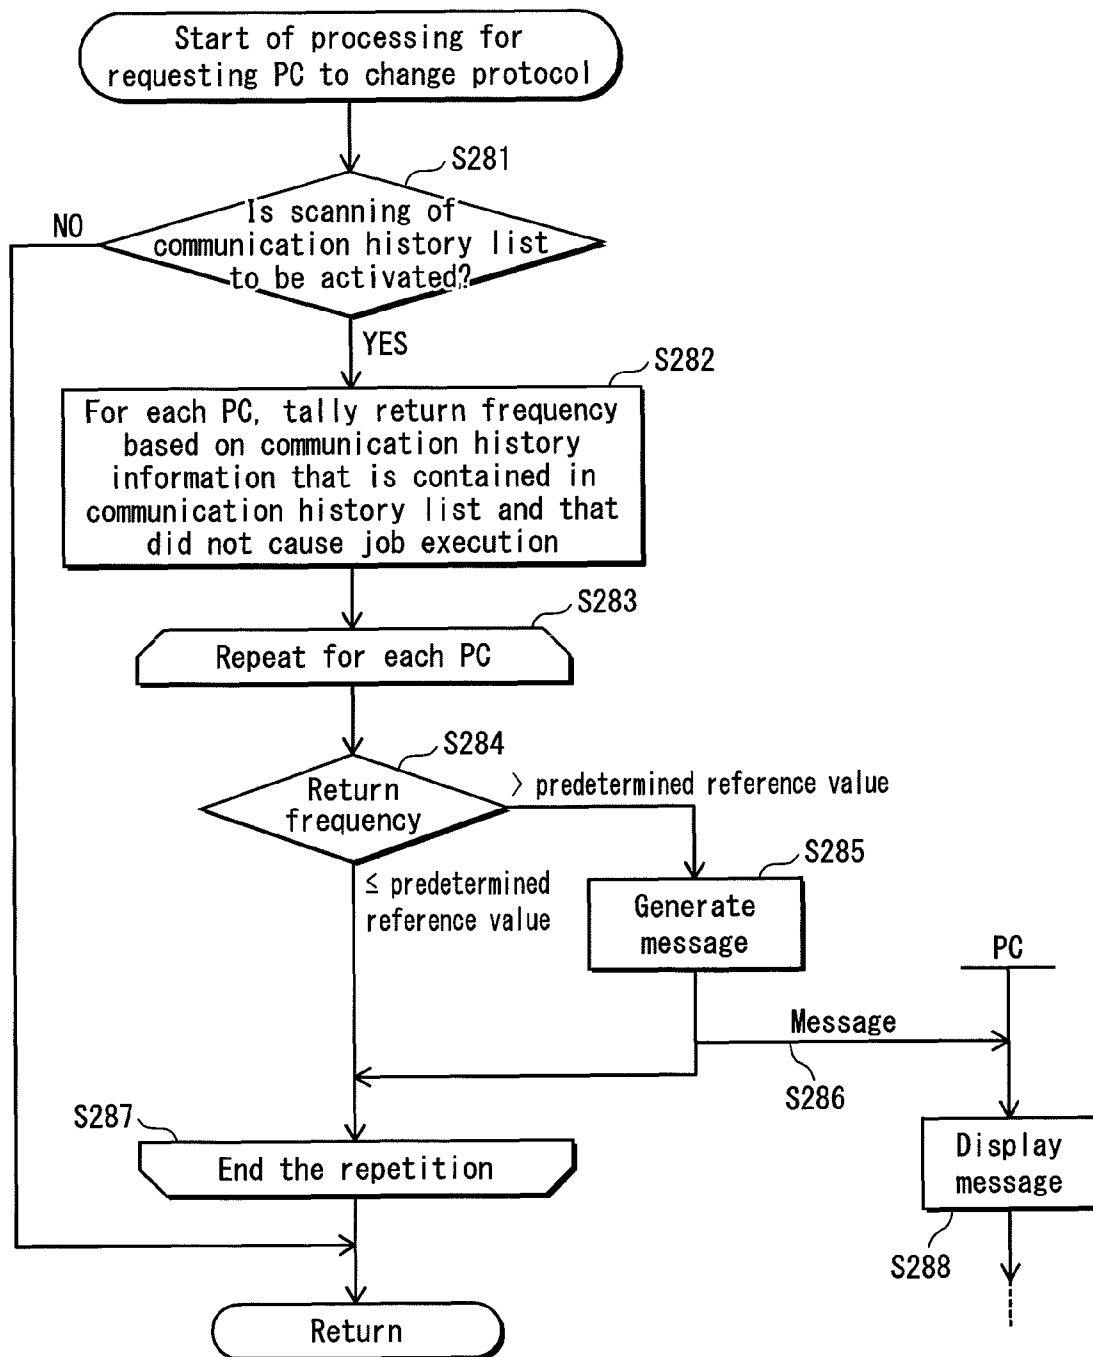 Start of processing for
requesting PC to change protocol
S281
Is scanning of
communication history list
to be activated?
NO
YES
S282
For each PC, tally return frequency
based on communication history
information that is contained in
communication history list and that
did not cause job execution
S283
Repeat for each PC
S284
Return
frequency
> predetermined reference value
≤ predetermined
reference value
S285
Generate
message
PC
Message
S286
S287
End the repetition
Display
message
S288
Return